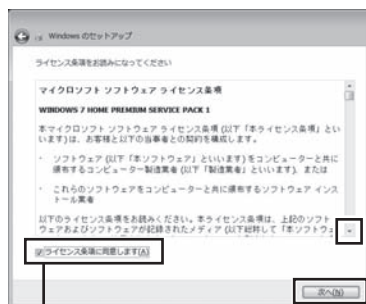 Windows のセットアップ
ライセンス条項をお読みになってください
マイクロソフト ソフトウェア ライセンス条項
WINDOWS 7 HOME PREMIUM SERVICE PACK 1
本マイクロソフト ソフトウェア ライセンス条項 (以下「本ライセンス条項」とい
います) は、お客様と以下の当事者との契約を構成します。
・ ソフトウェア (以下「本ソフトウェア」といいます) をコンピューターと共に
頒布するコンピューター製造業者 (以下「製造業者」といいます)、または
・ これらのソフトウェアをコンピューターと共に頒布するソフトウェア インス
トール業者
以下のライセンス条項をお読みください。本ライセンス条項は、上記のソフト
ウェアおよびソフトウェアが記録されたメディア (以下総称して「本ソフトウェ
ライセンス条項に同意します(A)
次へ(N)